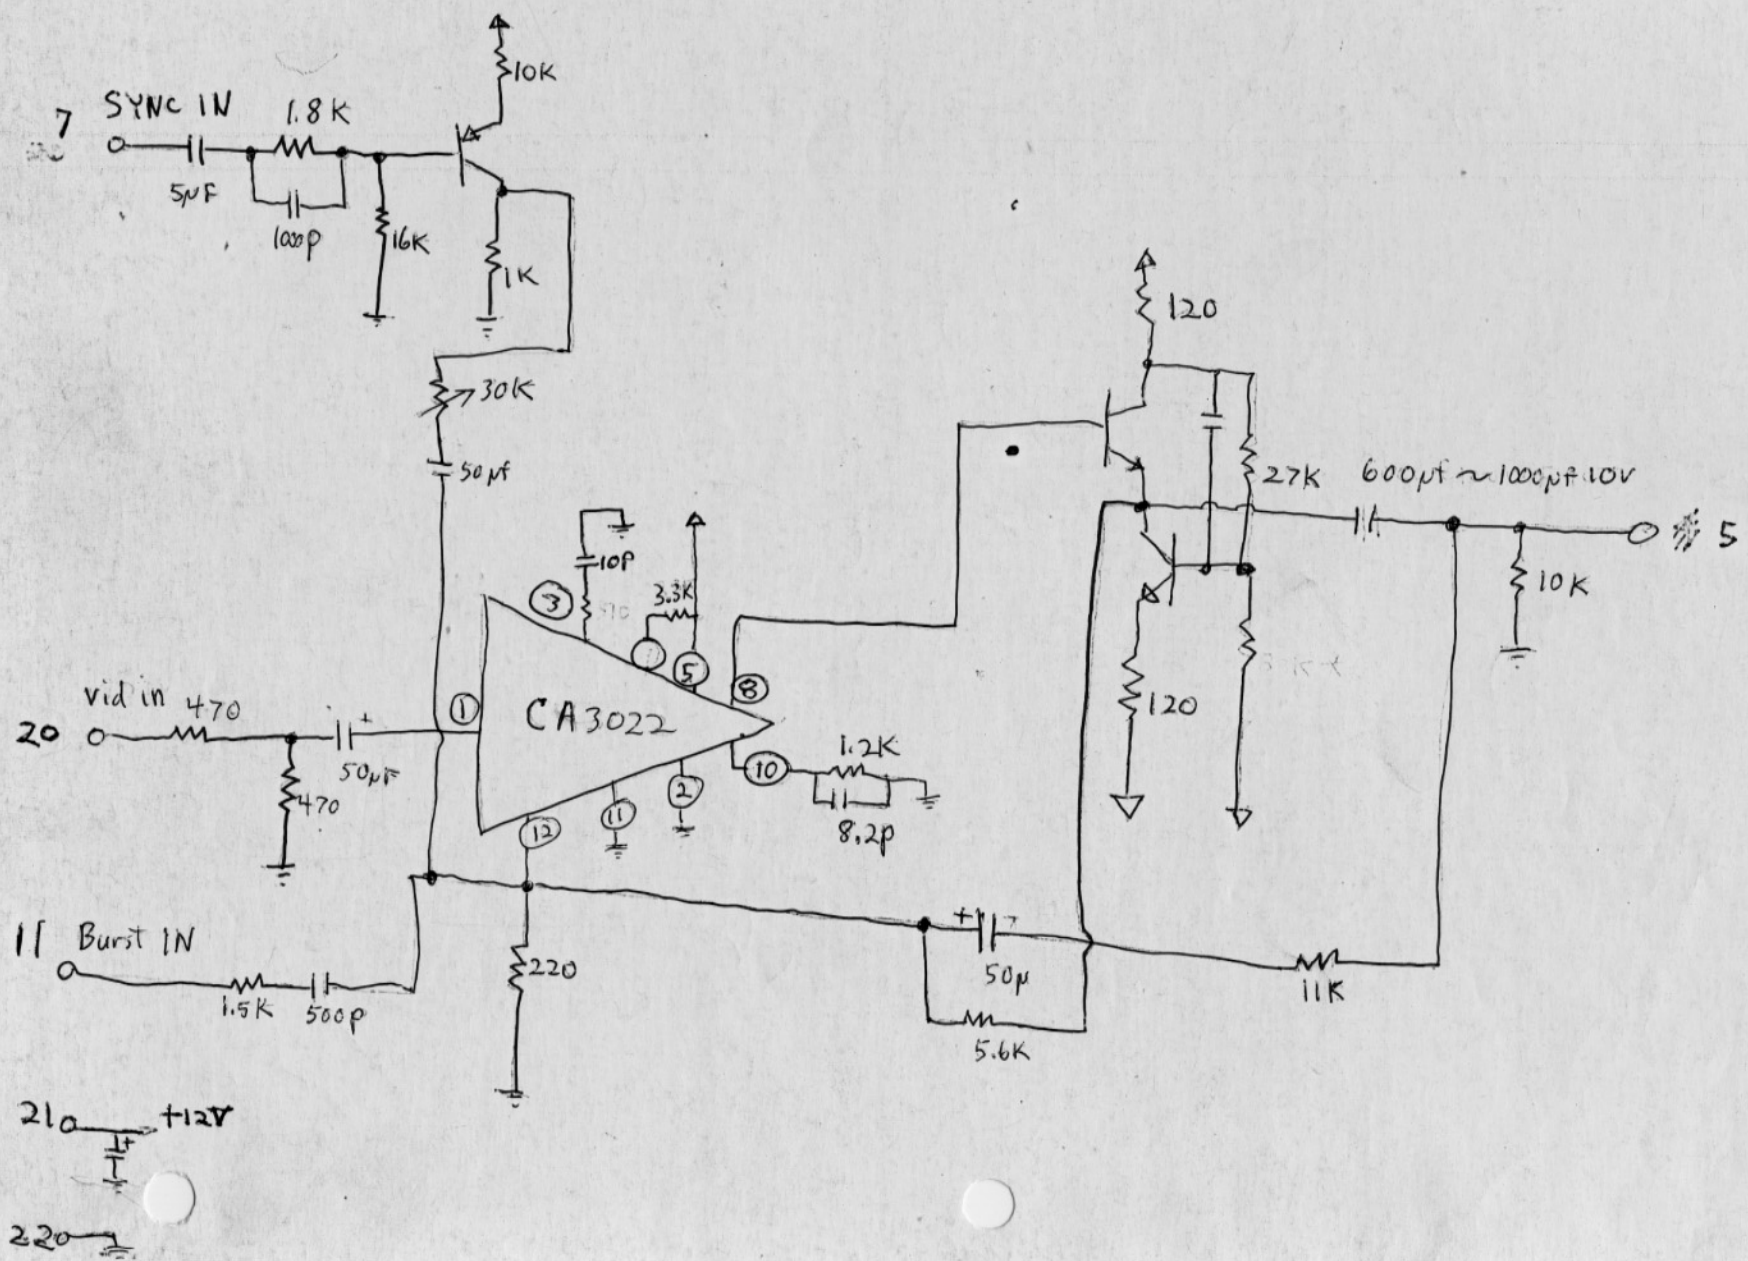 7 SYNC IN
5μF
1.8K
1000p
16K
10K
1K
30K
50μf
10P
3.3K
3
5
8
1
CA3022
10
2
11
12
1.2K
8.2p
20 vid in
470
470
50μF +
11 Burst IN
1.5K
500p
220
+ 50μ
5.6K
11K
120
27K
120
600μf ~ 1000μf 10V
5
10K
21 +12V
+
22